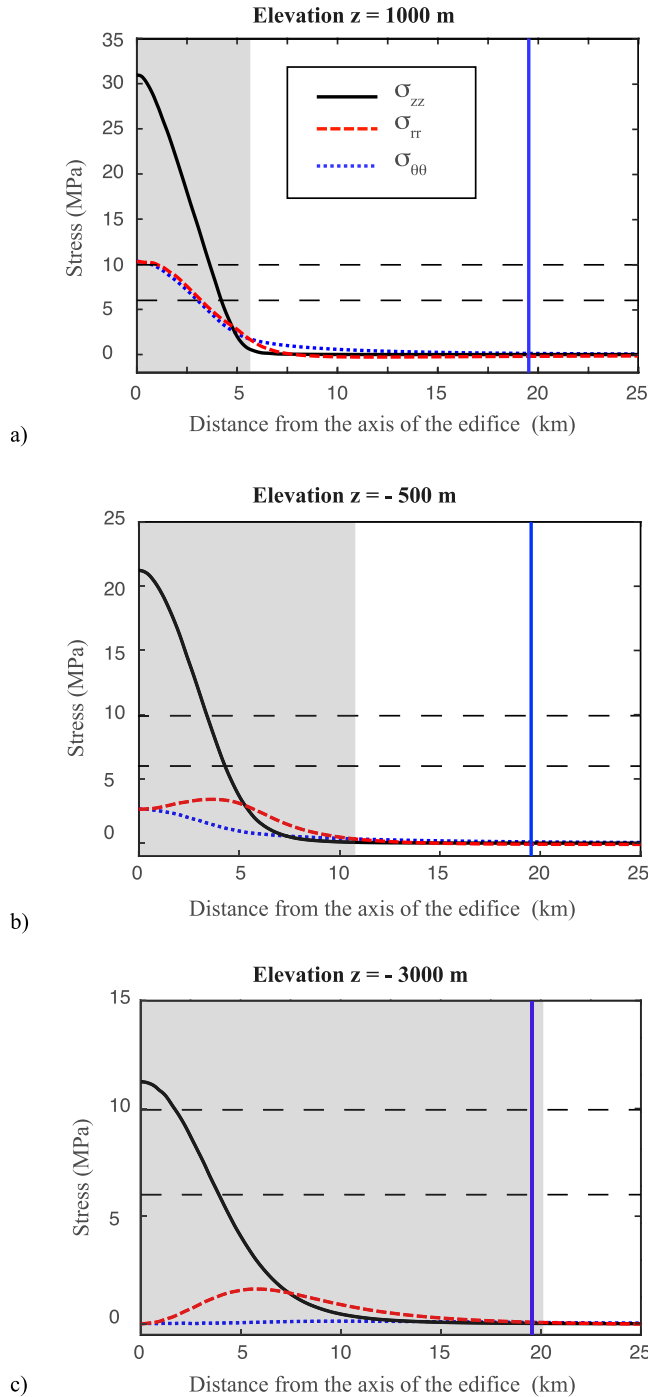 Elevation z = 1000 m
35
30
25
20
15
10
5
0
Stress (MPa)
σzz
σrr
σθθ
0 5 10 15 20 25
Distance from the axis of the edifice (km)
a)
Elevation z = - 500 m
25
20
15
10
5
0
Stress (MPa)
0 5 10 15 20 25
Distance from the axis of the edifice (km)
b)
Elevation z = - 3000 m
15
10
5
0
Stress (MPa)
0 5 10 15 20 25
Distance from the axis of the edifice (km)
c)